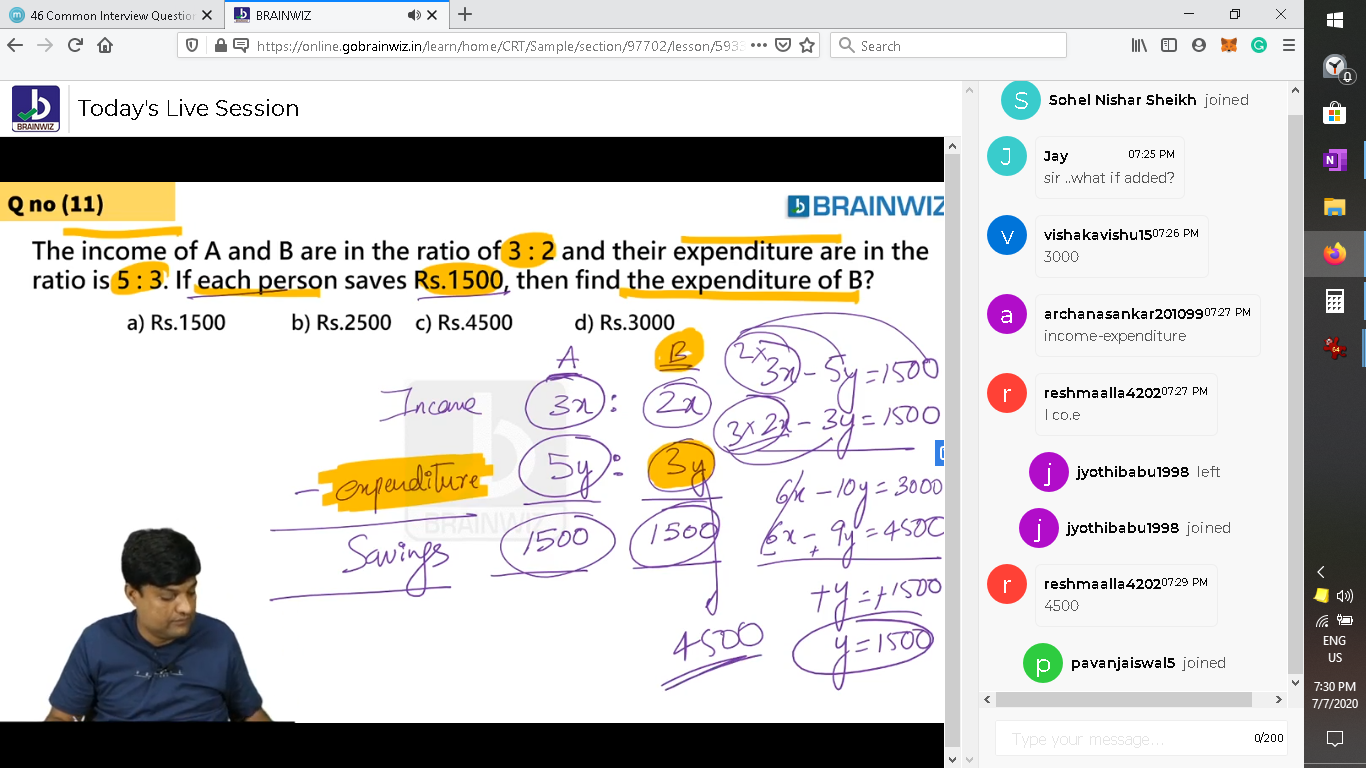 46 Common Interview Question
BRAINWIZ
https://online.gobrainwiz.in/learn/home/CRT/Sample/section/97702/lesson/593
Search
BRAINWIZ
Today's Live Session
Q no (11)
BRAINWIZ
The income of A and B are in the ratio of 3 : 2 and their expenditure are in the
ratio is 5 : 3. If each person saves Rs.1500, then find the expenditure of B?
a) Rs.1500 b) Rs.2500 c) Rs.4500 d) Rs.3000
A B
Income 3x : 2x
- expenditure 5y : 3y
Savings 1500 1500
4500
2 x 3x - 5y = 1500
3 x 2x - 3y = 1500
6x - 10y = 3000
6x - 9y = 4500
+
+y = +1500
y = 1500
BRAINWIZ
S Sohel Nishar Sheikh joined
J Jay 07:25 PM
sir ..what if added?
v vishakavishu15 07:26 PM
3000
a archanasankar201099 07:27 PM
income-expenditure
r reshmaalla4202 07:27 PM
I co.e
j jyothibabu1998 left
j jyothibabu1998 joined
r reshmaalla4202 07:29 PM
4500
p pavanjaiswal5 joined
Type your message... 0/200
ENG
US
7:30 PM
7/7/2020